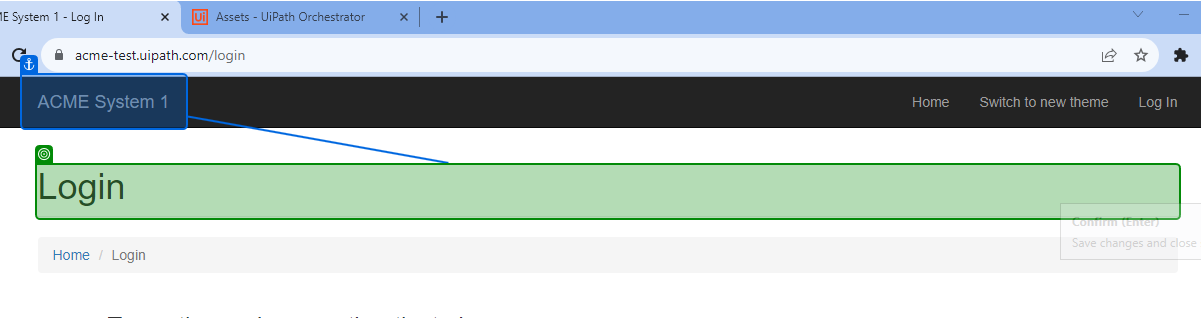 ME System 1 - Log In
Assets - UiPath Orchestrator
acme-test.uipath.com/login
ACME System 1
Home
Switch to new theme
Log In
Login
Confirm (Enter)
Save changes and close
Home / Login